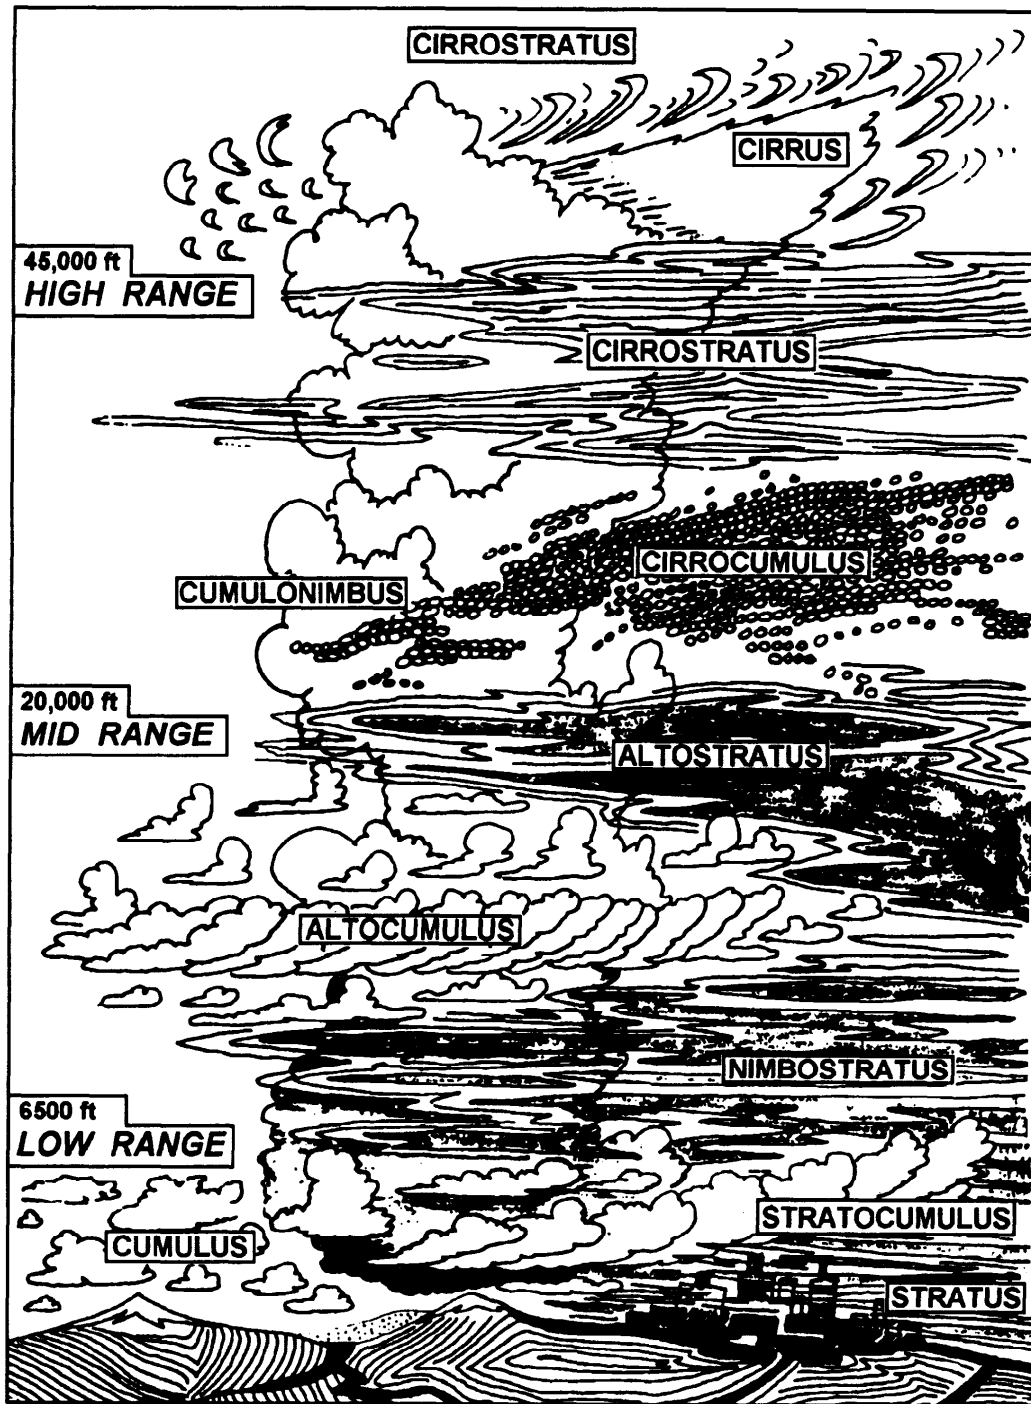 CIRROSTRATUS
CIRRUS
45,000 ft
HIGH RANGE
CIRROSTRATUS
CIRROCUMULUS
CUMULONIMBUS
20,000 ft
MID RANGE
ALTOSTRATUS
ALTOCUMULUS
NIMBOSTRATUS
6500 ft
LOW RANGE
STRATOCUMULUS
CUMULUS
STRATUS